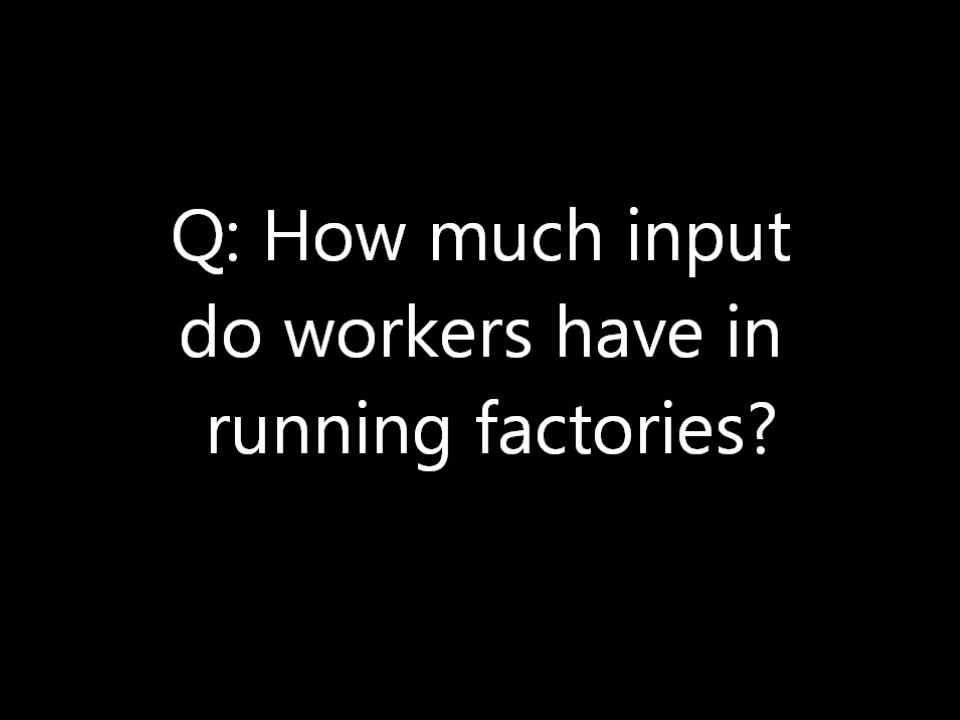 Q: How much input
do workers have in
running factories?